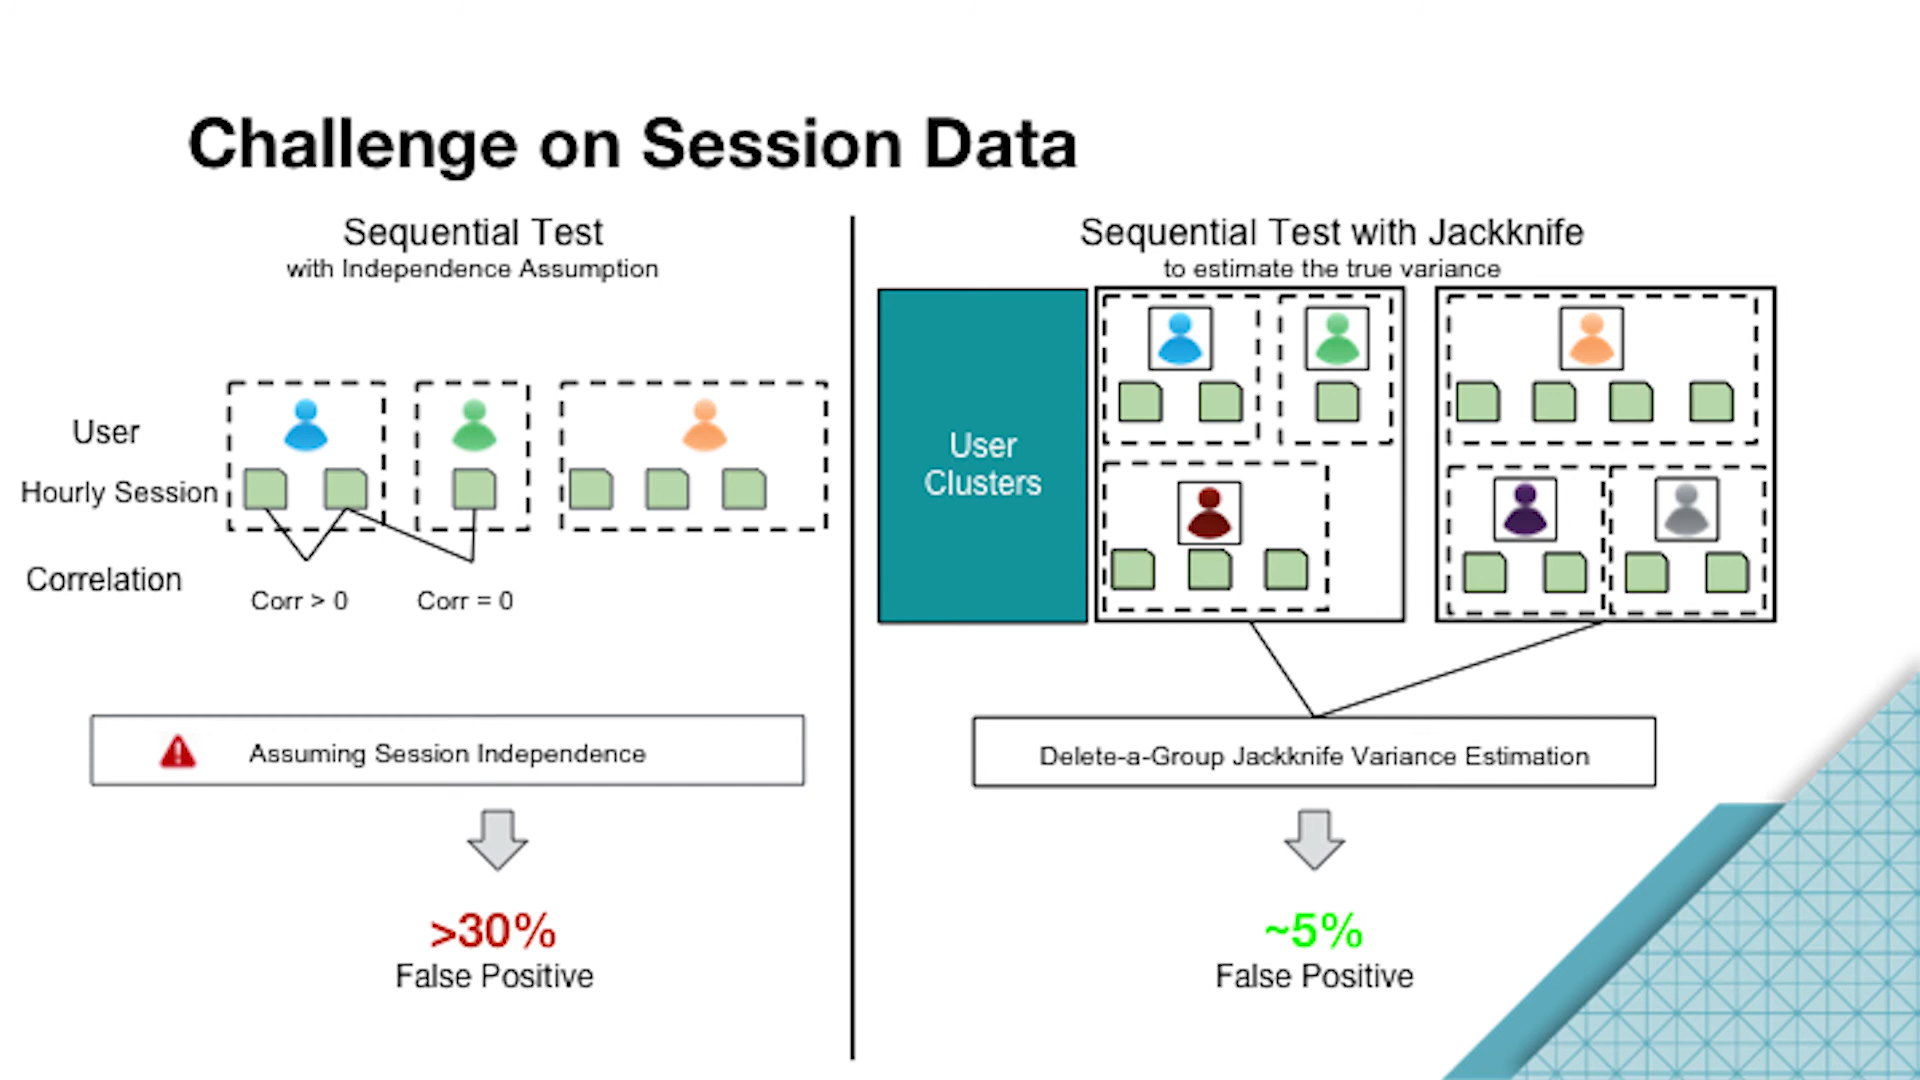 Challenge on Session Data
Sequential Test
with Independence Assumption
User
Hourly Session
Correlation
Corr > 0
Corr = 0
Assuming Session Independence
>30%
False Positive
Sequential Test with Jackknife
to estimate the true variance
User
Clusters
Delete-a-Group Jackknife Variance Estimation
~5%
False Positive